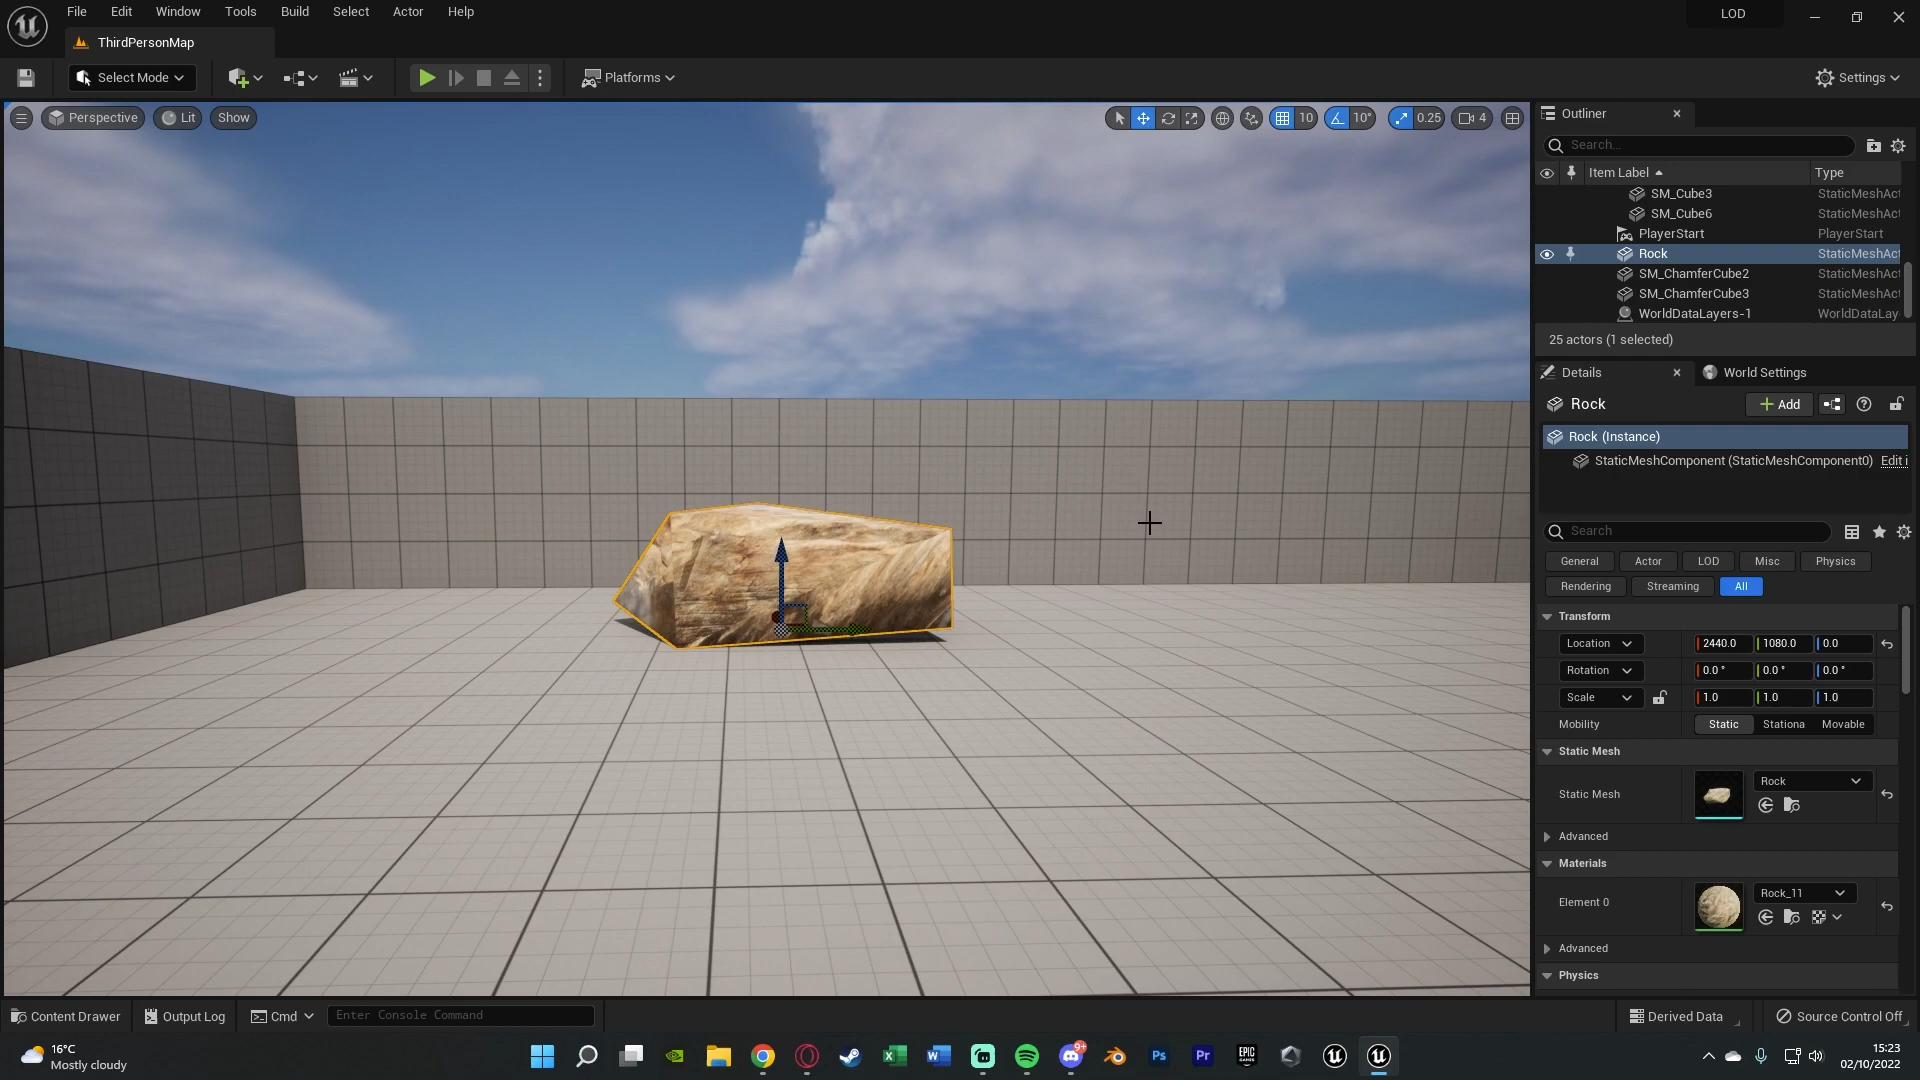 File Edit Window Tools Build Select Actor Help
LOD
ThirdPersonMap
Select Mode
Platforms
Settings
Perspective Lit Show
10 10° 0.25 4
Outliner
Search...
Item Label Type
SM_Cube3 StaticMeshAct
SM_Cube6 StaticMeshAct
PlayerStart PlayerStart
Rock StaticMeshAct
SM_ChamferCube2 StaticMeshAct
SM_ChamferCube3 StaticMeshAct
WorldDataLayers-1 WorldDataLay
25 actors (1 selected)
Details World Settings
Rock
Add
Rock (Instance)
StaticMeshComponent (StaticMeshComponent0) Edit i
Search
General Actor LOD Misc Physics
Rendering Streaming All
Transform
Location 2440.0 1080.0 0.0
Rotation 0.0 ° 0.0 ° 0.0 °
Scale 1.0 1.0 1.0
Mobility Static Stationa Movable
Static Mesh
Rock
Static Mesh
Advanced
Materials
Rock_11
Element 0
Advanced
Physics
Content Drawer Output Log Cmd Enter Console Command
Derived Data Source Control Off
16°C
Mostly cloudy
9+
Ps Pr
EPIC
GAMES
15:23
02/10/2022